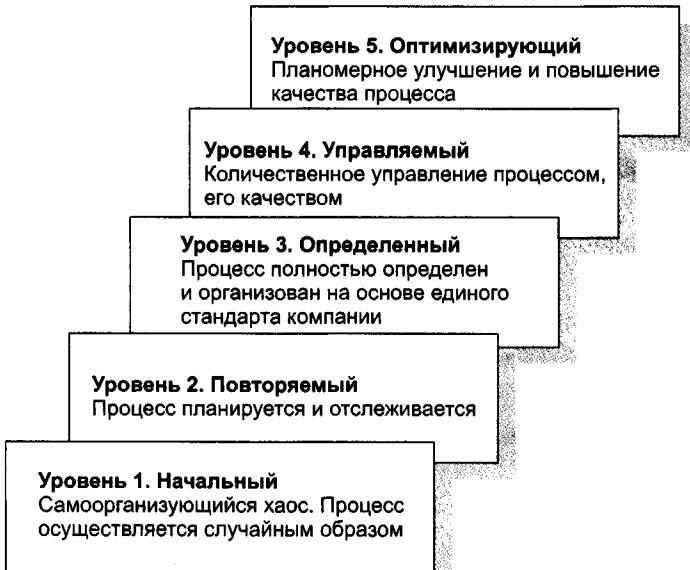 Уровень 5. Оптимизирующий
Планомерное улучшение и повышение
качества процесса
Уровень 4. Управляемый
Количественное управление процессом,
его качеством
Уровень 3. Определенный
Процесс полностью определен
и организован на основе единого
стандарта компании
Уровень 2. Повторяемый
Процесс планируется и отслеживается
Уровень 1. Начальный
Самоорганизующийся хаос. Процесс
осуществляется случайным образом